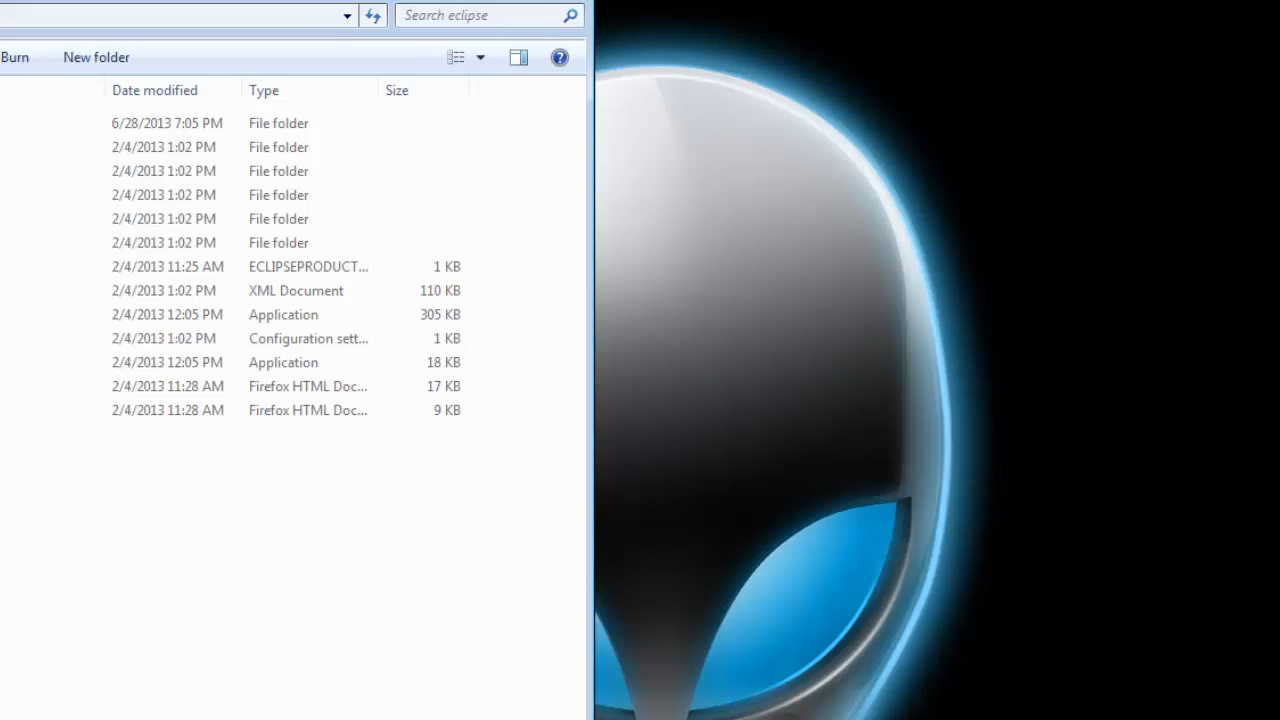 Search eclipse
Burn New folder
Date modified Type Size
6/28/2013 7:05 PM File folder
2/4/2013 1:02 PM File folder
2/4/2013 1:02 PM File folder
2/4/2013 1:02 PM File folder
2/4/2013 1:02 PM File folder
2/4/2013 1:02 PM File folder
2/4/2013 11:25 AM ECLIPSEPRODUCT... 1 KB
2/4/2013 1:02 PM XML Document 110 KB
2/4/2013 12:05 PM Application 305 KB
2/4/2013 1:02 PM Configuration sett... 1 KB
2/4/2013 12:05 PM Application 18 KB
2/4/2013 11:28 AM Firefox HTML Doc... 17 KB
2/4/2013 11:28 AM Firefox HTML Doc... 9 KB